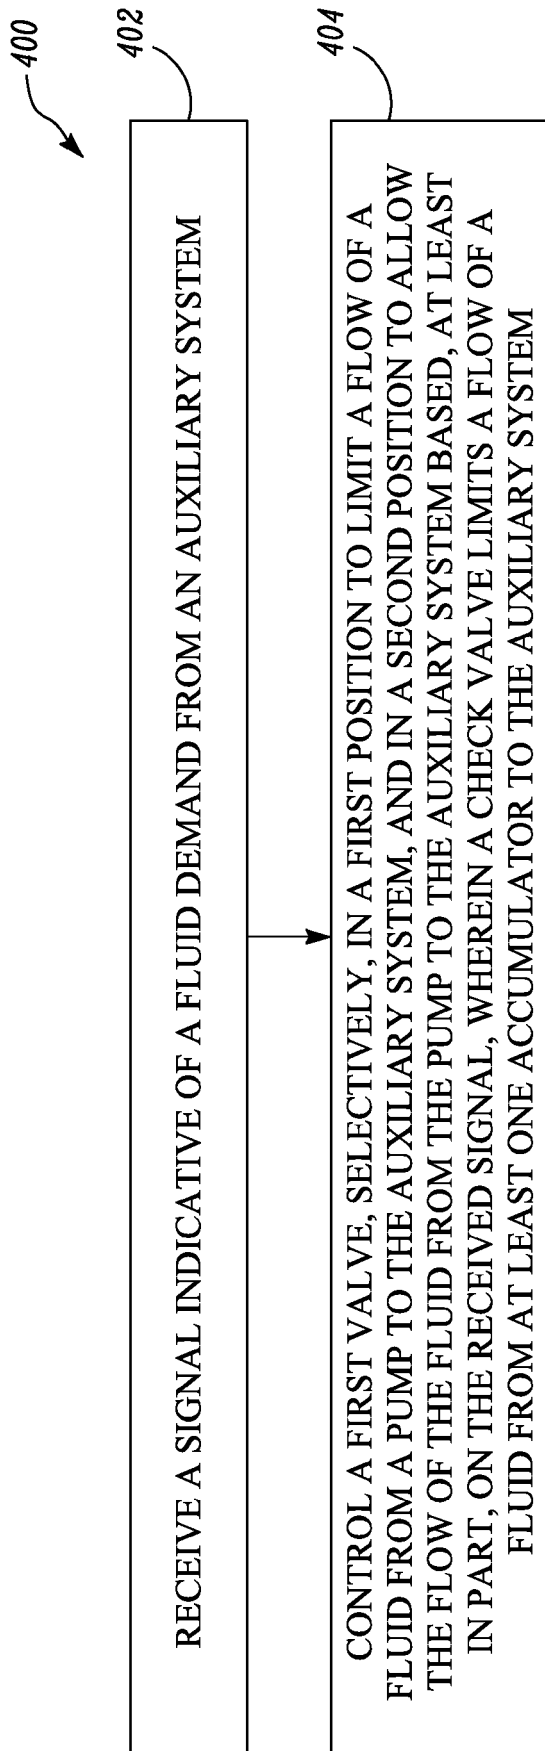 400
402
RECEIVE A SIGNAL INDICATIVE OF A FLUID DEMAND FROM AN AUXILIARY SYSTEM
404
CONTROL A FIRST VALVE, SELECTIVELY, IN A FIRST POSITION TO LIMIT A FLOW OF A
FLUID FROM A PUMP TO THE AUXILIARY SYSTEM, AND IN A SECOND POSITION TO ALLOW
THE FLOW OF THE FLUID FROM THE PUMP TO THE AUXILIARY SYSTEM BASED, AT LEAST
IN PART, ON THE RECEIVED SIGNAL, WHEREIN A CHECK VALVE LIMITS A FLOW OF A
FLUID FROM AT LEAST ONE ACCUMULATOR TO THE AUXILIARY SYSTEM